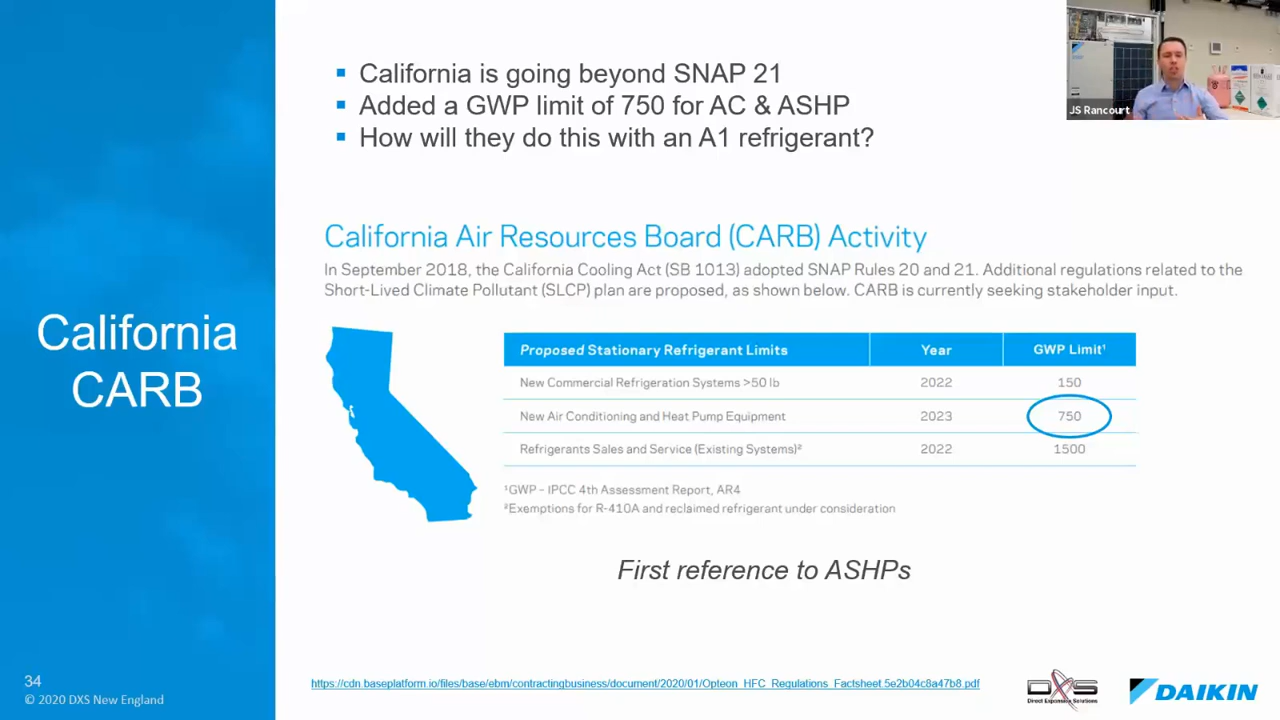 California is going beyond SNAP 21
Added a GWP limit of 750 for AC & ASHP
How will they do this with an A1 refrigerant?
JS Rancourt
California Air Resources Board (CARB) Activity
In September 2018, the California Cooling Act (SB 1013) adopted SNAP Rules 20 and 21. Additional regulations related to the
Short-Lived Climate Pollutant (SLCP) plan are proposed, as shown below. CARB is currently seeking stakeholder input.
California
CARB
Proposed Stationary Refrigerant Limits Year GWP Limit¹
New Commercial Refrigeration Systems >50 lb 2022 150
New Air Conditioning and Heat Pump Equipment 2023 750
Refrigerants Sales and Service (Existing Systems)² 2022 1500
¹GWP – IPCC 4th Assessment Report, AR4
²Exemptions for R-410A and reclaimed refrigerant under consideration
First reference to ASHPs
34
© 2020 DXS New England
https://cdn.baseplatform.io/files/base/ebm/contractingbusiness/document/2020/01/Opteon_HFC_Regulations_Factsheet.5e2b04c8a47b8.pdf
DXS
Direct Expansion Solutions
DAIKIN